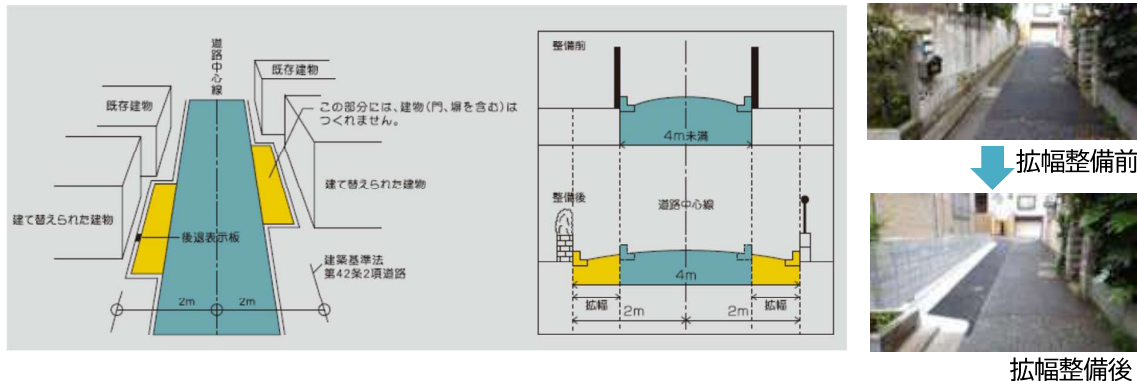 道路中心線
既存建物
既存建物
この部分には、建物(門、塀を含む)は
つくれません。
建て替えられた建物
建て替えられた建物
後退表示板
建築基準法
第42条2項道路
2m
2m
整備前
4m未満
整備後
道路中心線
4m
拡幅
拡幅
2m
2m
拡幅整備前
拡幅整備後